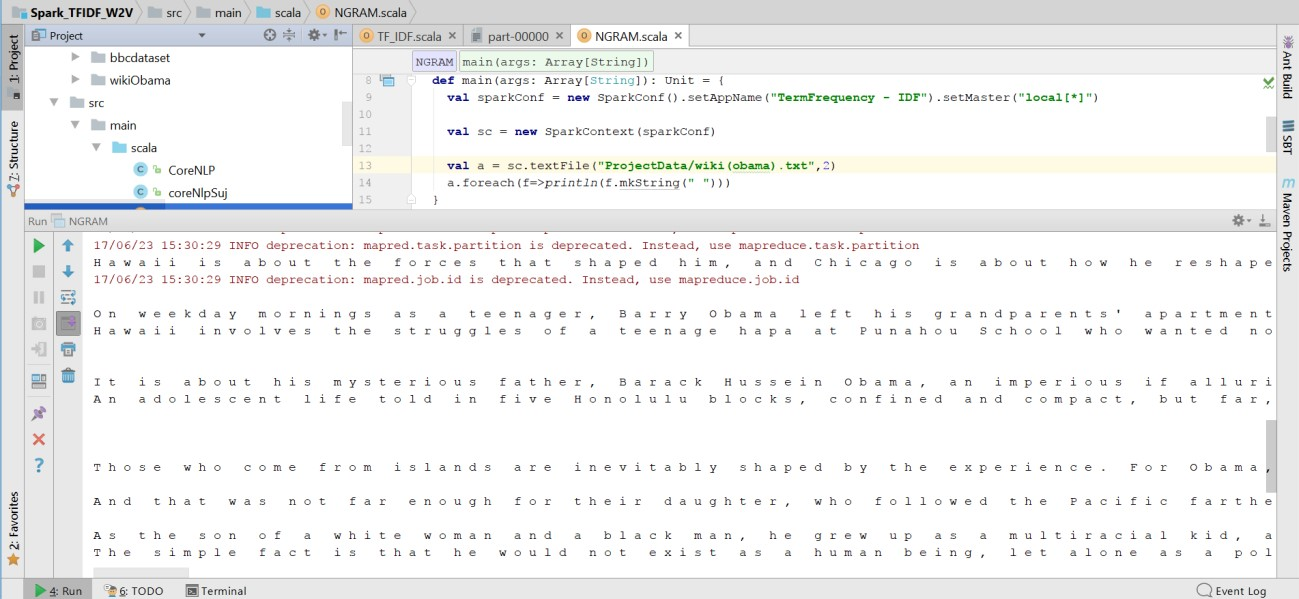 Spark_TFIDF_W2V src main scala NGRAM.scala
Project TF_IDF.scala part-00000 NGRAM.scala
1: Project
7: Structure
2: Favorites
bbcdataset
wikiObama
src
main
scala
CoreNLP
coreNlpSuj
NGRAM main(args: Array[String])
8 def main(args: Array[String]): Unit = {
9 val sparkConf = new SparkConf().setAppName("TermFrequency - IDF").setMaster("local[*]")
10
11 val sc = new SparkContext(sparkConf)
12
13 val a = sc.textFile("ProjectData/wiki(obama).txt",2)
14 a.foreach(f=>println(f.mkString(" ")))
15 }
Ant Build
SBT
Maven Projects
Run NGRAM
17/06/23 15:30:29 INFO deprecation: mapred.task.partition is deprecated. Instead, use mapreduce.task.partition
H a w a i i   i s   a b o u t   t h e   f o r c e s   t h a t   s h a p e d   h i m ,   a n d   C h i c a g o   i s   a b o u t   h o w   h e   r e s h a p e
17/06/23 15:30:29 INFO deprecation: mapred.job.id is deprecated. Instead, use mapreduce.job.id
O n   w e e k d a y   m o r n i n g s   a s   a   t e e n a g e r ,   B a r r y   O b a m a   l e f t   h i s   g r a n d p a r e n t s '   a p a r t m e n t
H a w a i i   i n v o l v e s   t h e   s t r u g g l e s   o f   a   t e e n a g e   h a p a   a t   P u n a h o u   S c h o o l   w h o   w a n t e d   n o
I t   i s   a b o u t   h i s   m y s t e r i o u s   f a t h e r ,   B a r a c k   H u s s e i n   O b a m a ,   a n   i m p e r i o u s   i f   a l l u r i
A n   a d o l e s c e n t   l i f e   t o l d   i n   f i v e   H o n o l u l u   b l o c k s ,   c o n f i n e d   a n d   c o m p a c t ,   b u t   f a r ,
T h o s e   w h o   c o m e   f r o m   i s l a n d s   a r e   i n e v i t a b l y   s h a p e d   b y   t h e   e x p e r i e n c e .   F o r   O b a m a ,
A n d   t h a t   w a s   n o t   f a r   e n o u g h   f o r   t h e i r   d a u g h t e r ,   w h o   f o l l o w e d   t h e   P a c i f i c   f a r t h e
A s   t h e   s o n   o f   a   w h i t e   w o m a n   a n d   a   b l a c k   m a n ,   h e   g r e w   u p   a s   a   m u l t i r a c i a l   k i d ,   a
T h e   s i m p l e   f a c t   i s   t h a t   h e   w o u l d   n o t   e x i s t   a s   a   h u m a n   b e i n g ,   l e t   a l o n e   a s   a   p o l
4: Run 6: TODO Terminal Event Log